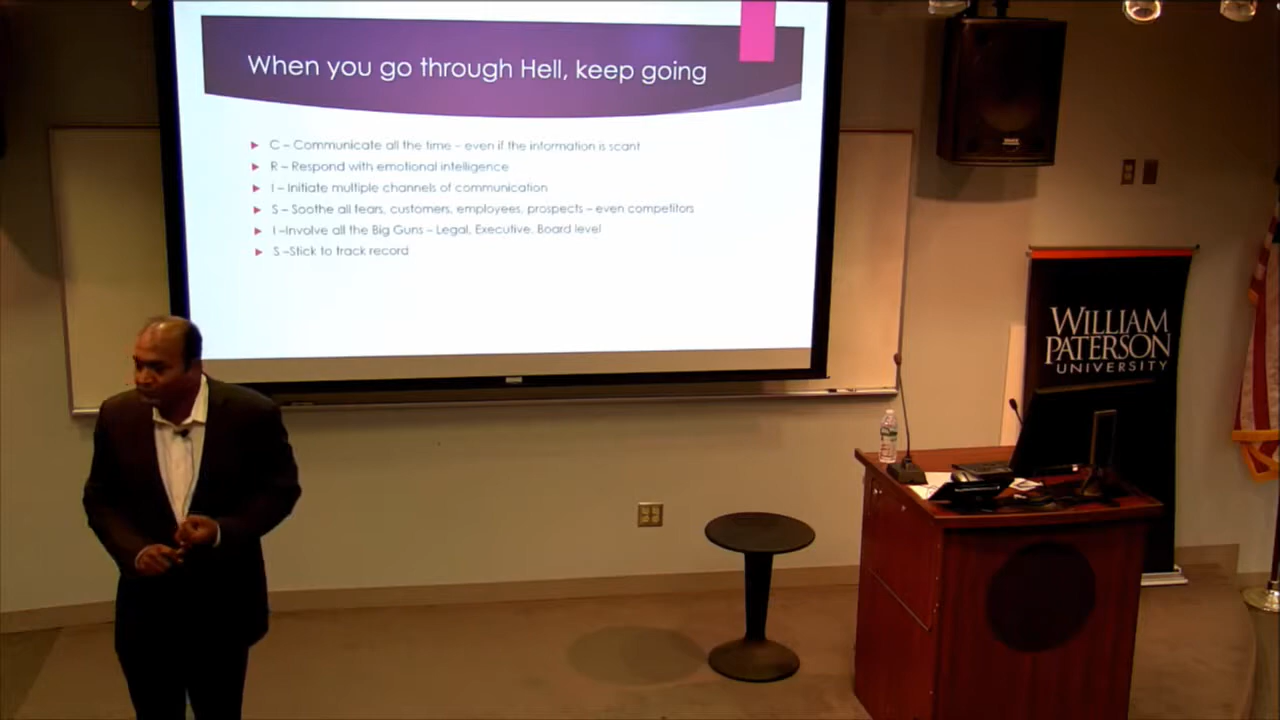 When you go through Hell, keep going
C – Communicate all the time – even if the information is scant
R – Respond with emotional intelligence
I – Initiate multiple channels of communication
S – Soothe all fears, customers, employees, prospects – even competitors
I –Involve all the Big Guns – Legal, Executive, Board level
S –Stick to track record
WILLIAM
PATERSON
UNIVERSITY